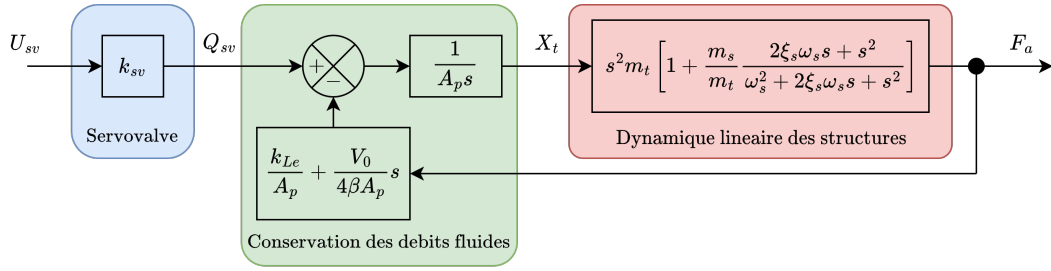 U_{sv}
k_{sv}
Servovalve
Q_{sv}
+
−
\frac{1}{A_p s}
\frac{k_{Le}}{A_p} + \frac{V_0}{4\beta A_p} s
Conservation des debits fluides
X_t
s^2 m_t \left[ 1 + \frac{m_s}{m_t} \frac{2\xi_s\omega_s s + s^2}{\omega_s^2 + 2\xi_s\omega_s s + s^2} \right]
Dynamique lineaire des structures
F_a